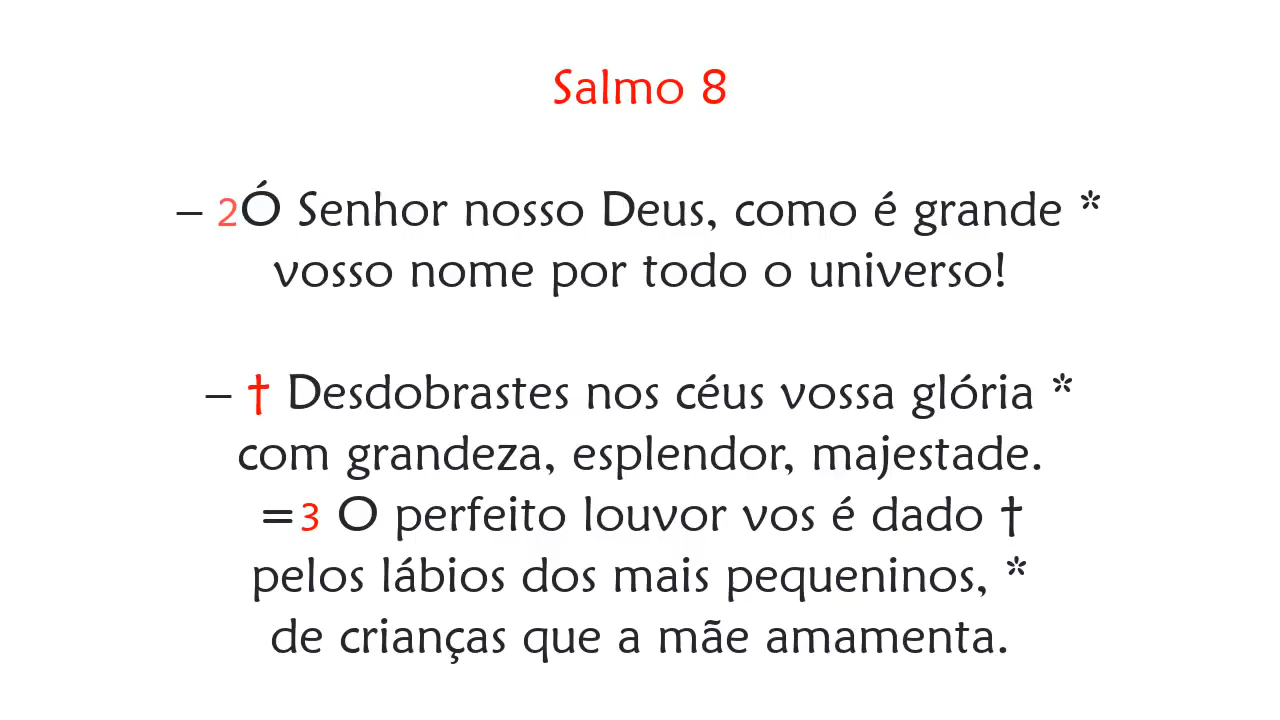 Salmo 8
– 2Ó Senhor nosso Deus, como é grande *
vosso nome por todo o universo!
– † Desdobrastes nos céus vossa glória *
com grandeza, esplendor, majestade.
=3 O perfeito louvor vos é dado †
pelos lábios dos mais pequeninos, *
de crianças que a mãe amamenta.